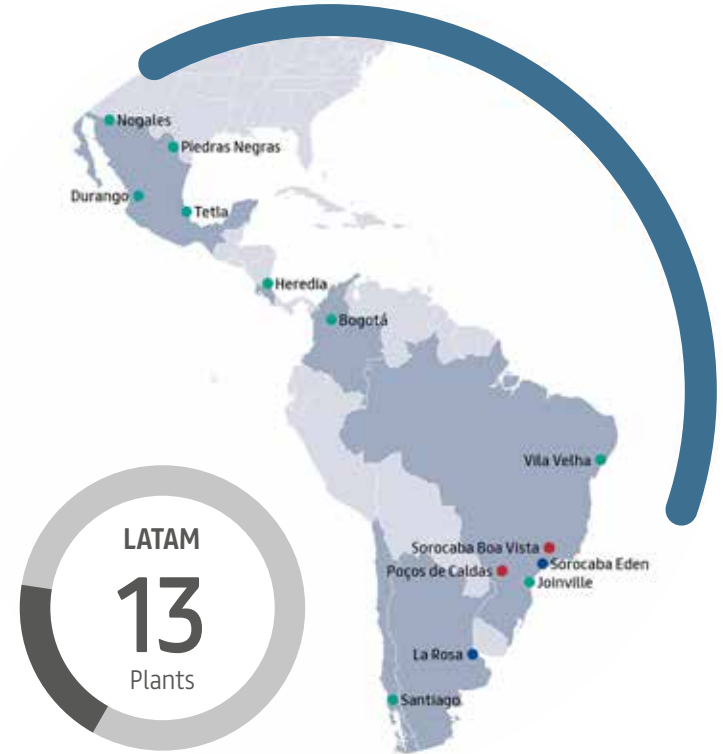 Nogales
Piedras Negras
Durango
Tetla
Heredia
Bogotá
Vila Velha
Sorocaba Boa Vista
Sorocaba Eden
Poços de Caldas
Joinville
La Rosa
Santiago
LATAM
13
Plants